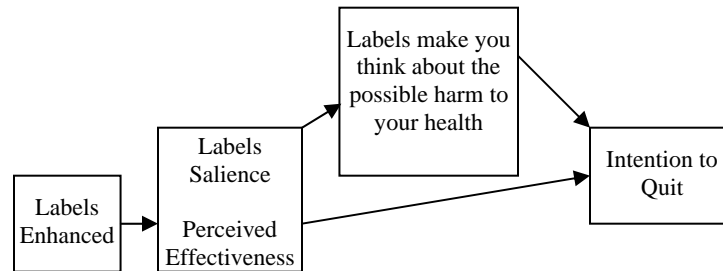 Labels
Enhanced
Labels
Salience
Perceived
Effectiveness
Labels make you
think about the
possible harm to
your health
Intention to
Quit